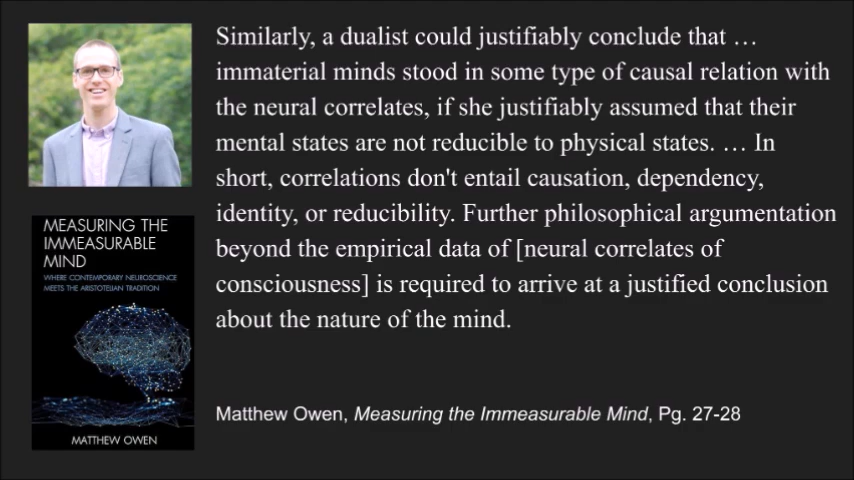 Similarly, a dualist could justifiably conclude that …
immaterial minds stood in some type of causal relation with
the neural correlates, if she justifiably assumed that their
mental states are not reducible to physical states. … In
short, correlations don't entail causation, dependency,
identity, or reducibility. Further philosophical argumentation
beyond the empirical data of [neural correlates of
consciousness] is required to arrive at a justified conclusion
about the nature of the mind.
Matthew Owen, Measuring the Immeasurable Mind, Pg. 27-28
MEASURING THE
IMMEASURABLE
MIND
WHERE CONTEMPORARY NEUROSCIENCE
MEETS THE ARISTOTELIAN TRADITION
MATTHEW OWEN